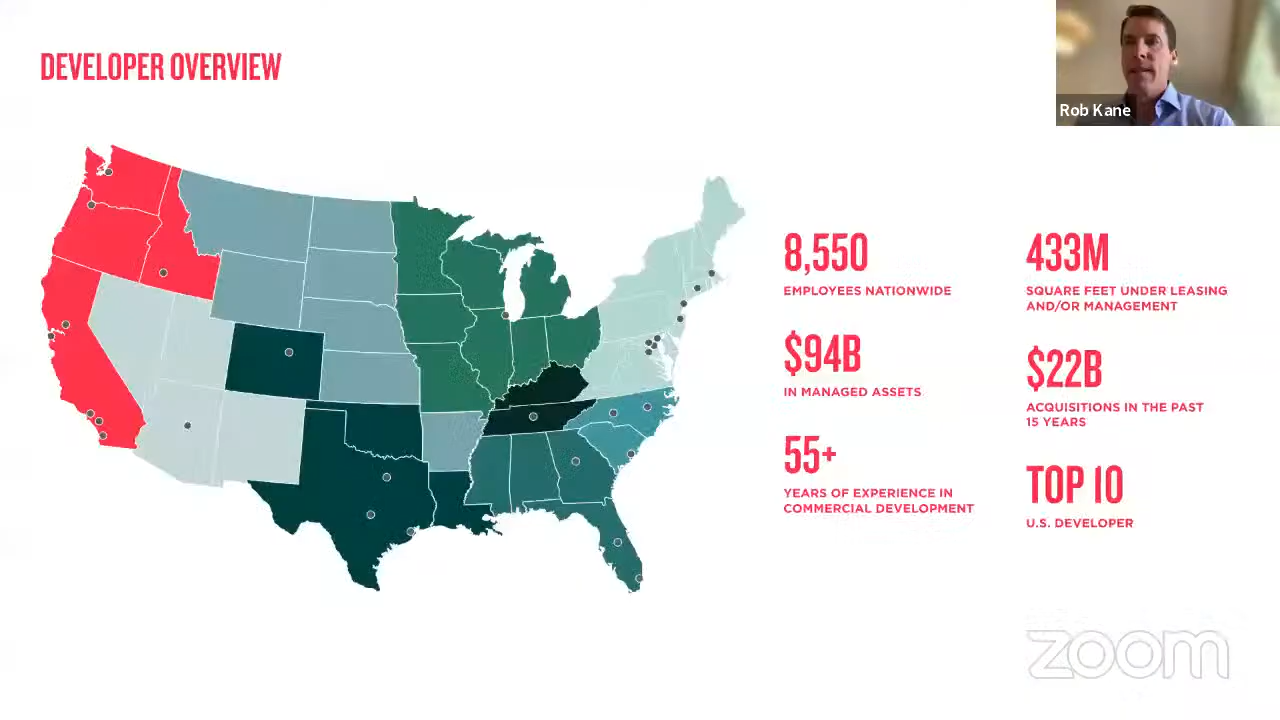 DEVELOPER OVERVIEW
Rob Kane
8,550
EMPLOYEES NATIONWIDE
$94B
IN MANAGED ASSETS
55+
YEARS OF EXPERIENCE IN
COMMERCIAL DEVELOPMENT
433M
SQUARE FEET UNDER LEASING
AND/OR MANAGEMENT
$22B
ACQUISITIONS IN THE PAST
15 YEARS
TOP 10
U.S. DEVELOPER
zoom